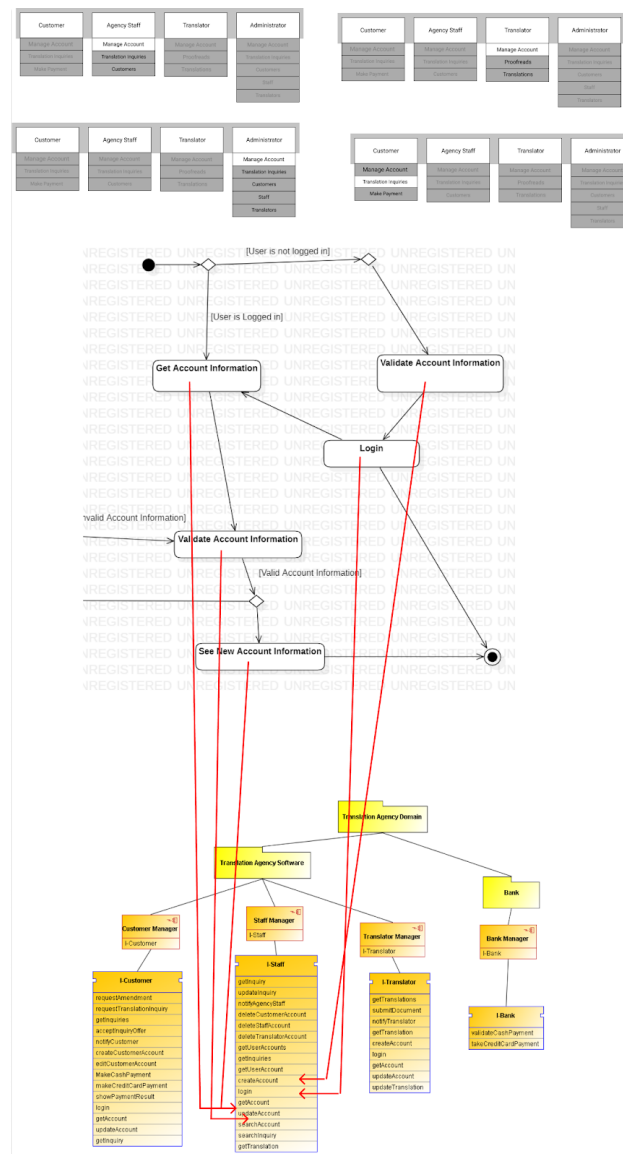 Customer
Manage Account
Translation Inquiries
Make Payment
Agency Staff
Manage Account
Translation Inquiries
Customers
Translator
Manage Account
Proofreads
Translations
Administrator
Manage Account
Translation Inquiries
Customers
Staff
Translators
Customer
Manage Account
Translation Inquiries
Make Payment
Agency Staff
Manage Account
Translation Inquiries
Customers
Translator
Manage Account
Proofreads
Translations
Administrator
Manage Account
Translation Inquiries
Customers
Staff
Translators
Customer
Manage Account
Translation Inquiries
Make Payment
Agency Staff
Manage Account
Translation Inquiries
Customers
Translator
Manage Account
Proofreads
Translations
Administrator
Manage Account
Translation Inquiries
Customers
Staff
Translators
Customer
Manage Account
Translation Inquiries
Make Payment
Agency Staff
Manage Account
Translation Inquiries
Customers
Translator
Manage Account
Proofreads
Translations
Administrator
Manage Account
Translation Inquiries
Customers
Staff
Translators
[User is not logged in]
[User is Logged in]
Get Account Information
Validate Account Information
Login
nvalid Account Information]
Validate Account Information
[Valid Account Information]
See New Account Information
Translation Agency Domain
Translation Agency Software
Bank
Customer Manager
I-Customer
Staff Manager
I-Staff
Translator Manager
I-Translator
Bank Manager
I-Bank
I-Customer
requestAmendment
requestTranslationInquiry
getInquiries
acceptInquiryOffer
notifyCustomer
createCustomerAccount
editCustomerAccount
MakeCashPayment
makeCreditCardPayment
showPaymentResult
login
getAccount
updateAccount
getInquiry
I-Staff
getInquiry
updateInquiry
notifyAgencyStaff
deleteCustomerAccount
deleteStaffAccount
deleteTranslatorAccount
getUserAccounts
getInquiries
getUserAccount
createAccount
login
getAccount
updateAccount
searchAccount
searchInquiry
getTranslation
I-Translator
getTranslations
submitDocument
notifyTranslator
getTranslation
createAccount
login
getAccount
updateAccount
updateTranslation
I-Bank
validateCashPayment
takeCreditCardPayment